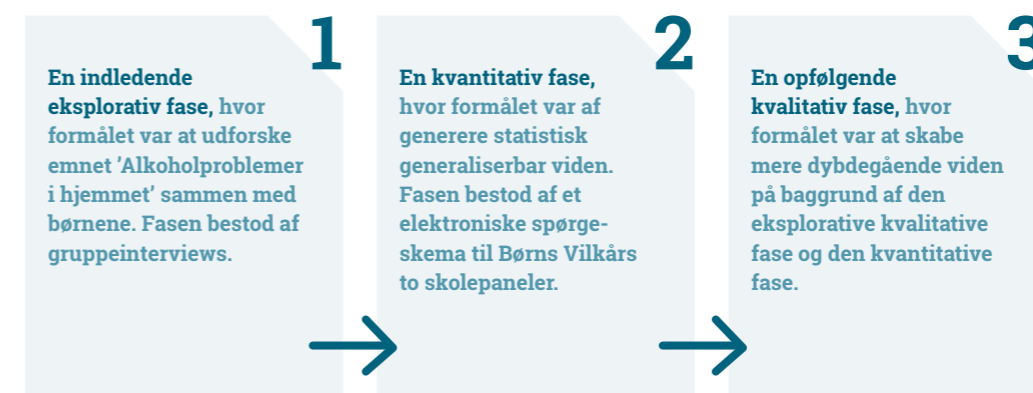 1
En indledende
eksplorativ fase, hvor
formålet var at udforske
emnet ’Alkoholproblemer
i hjemmet’ sammen med
børnene. Fasen bestod af
gruppeinterviews.
2
En kvantitativ fase,
hvor formålet var af
generere statistisk
generaliserbar viden.
Fasen bestod af et
elektroniske spørge-
skema til Børns Vilkårs
to skolepaneler.
3
En opfølgende
kvalitativ fase, hvor
formålet var at skabe
mere dybdegående viden
på baggrund af den
eksplorative kvalitative
fase og den kvantitative
fase.